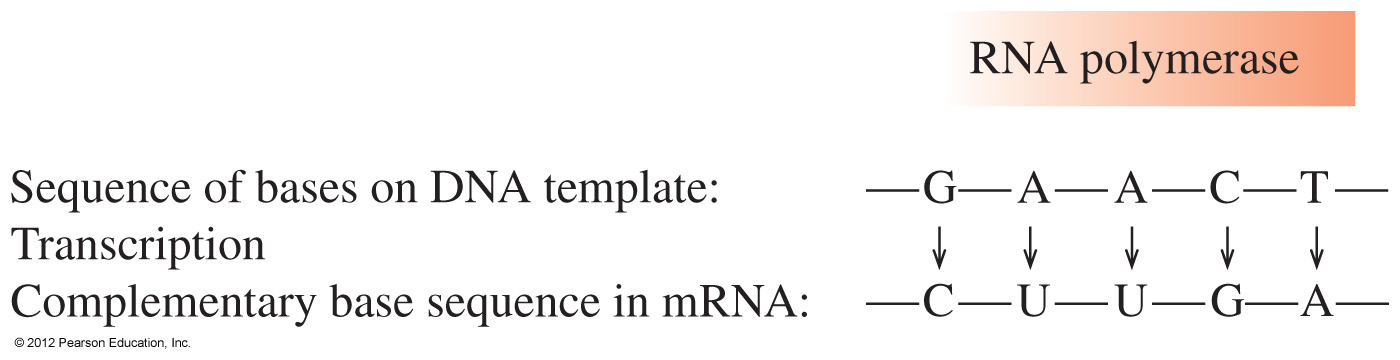 RNA polymerase
Sequence of bases on DNA template: —G—A—A—C—T—
Transcription ↓ ↓ ↓ ↓ ↓
Complementary base sequence in mRNA: —C—U—U—G—A—
© 2012 Pearson Education, Inc.